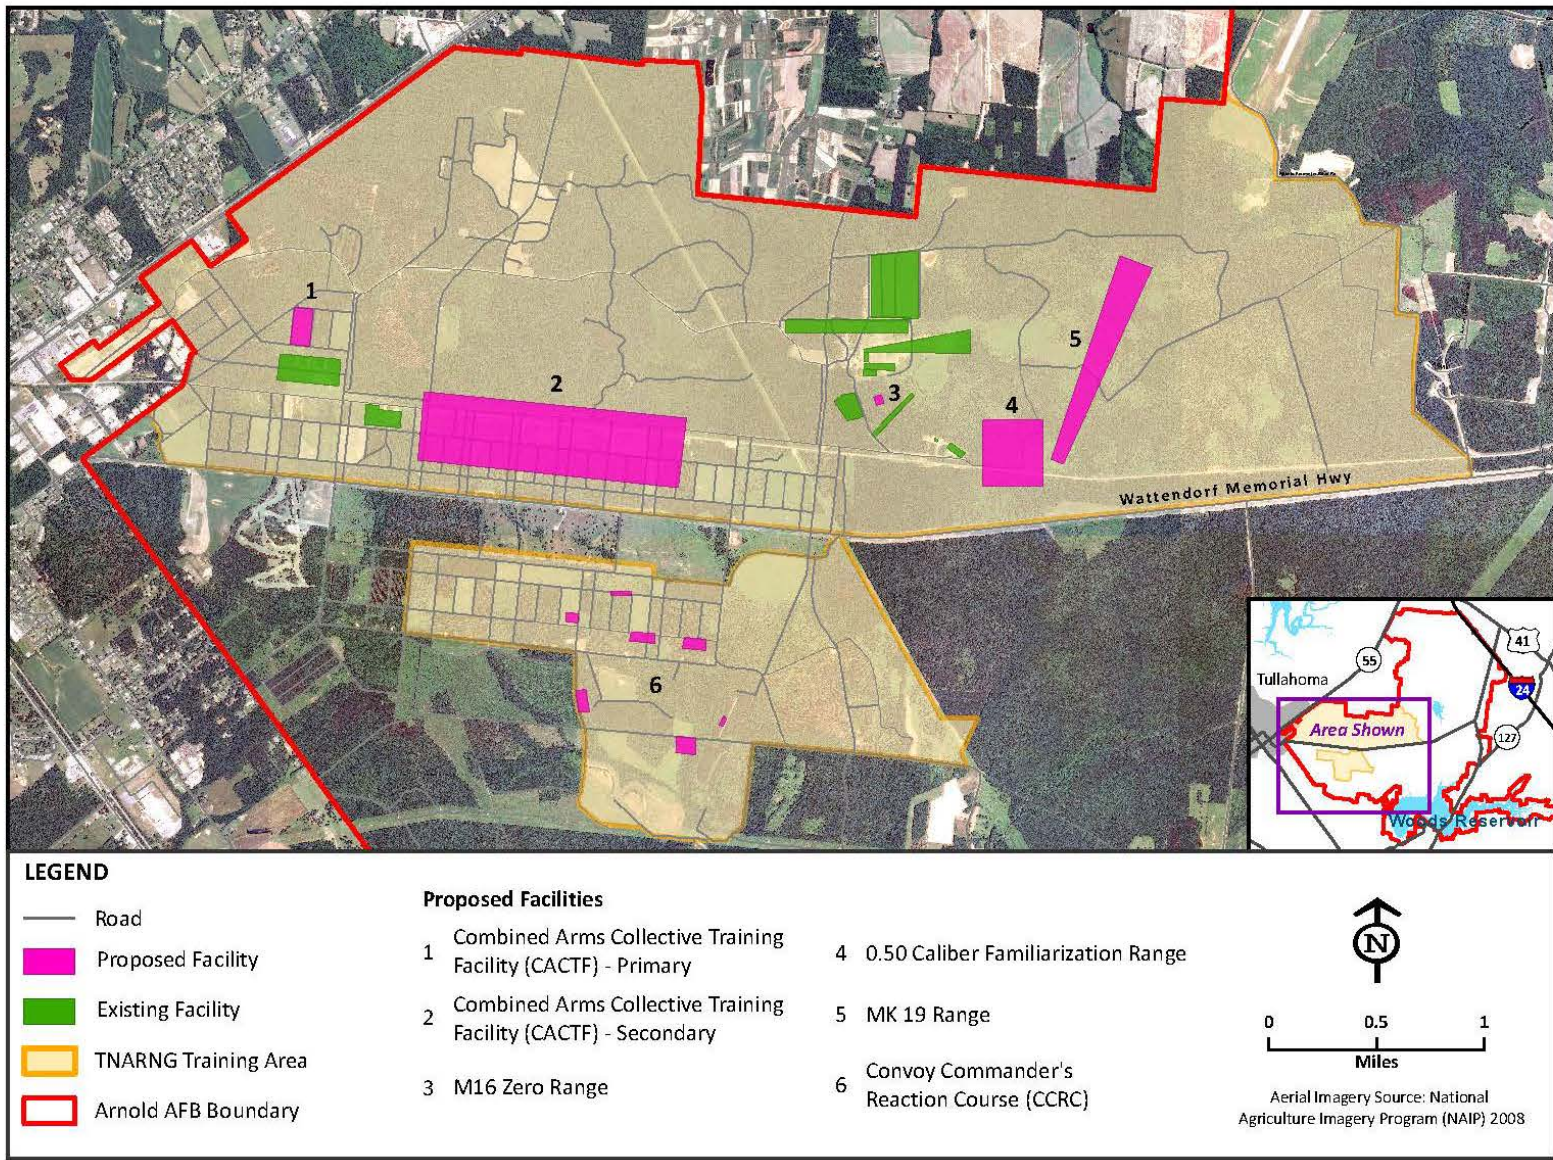 1
2
3
4
5
6
Wattendorf Memorial Hwy
41
55
24
Tullahoma
Area Shown
127
Woods Reservoir
LEGEND
Road
Proposed Facility
Existing Facility
TNARNG Training Area
Arnold AFB Boundary
Proposed Facilities
1 Combined Arms Collective Training
Facility (CACTF) - Primary
2 Combined Arms Collective Training
Facility (CACTF) - Secondary
3 M16 Zero Range
4 0.50 Caliber Familiarization Range
5 MK 19 Range
6 Convoy Commander's
Reaction Course (CCRC)
N
0 0.5 1
Miles
Aerial Imagery Source: National
Agriculture Imagery Program (NAIP) 2008